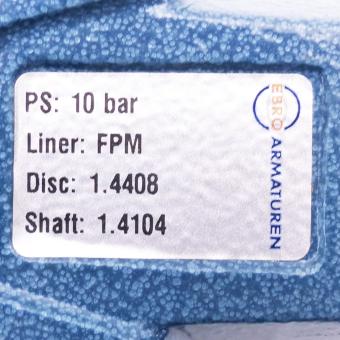 PS: 10 bar
Liner: FPM
Disc: 1.4408
Shaft: 1.4104
EBRO ARMATUREN